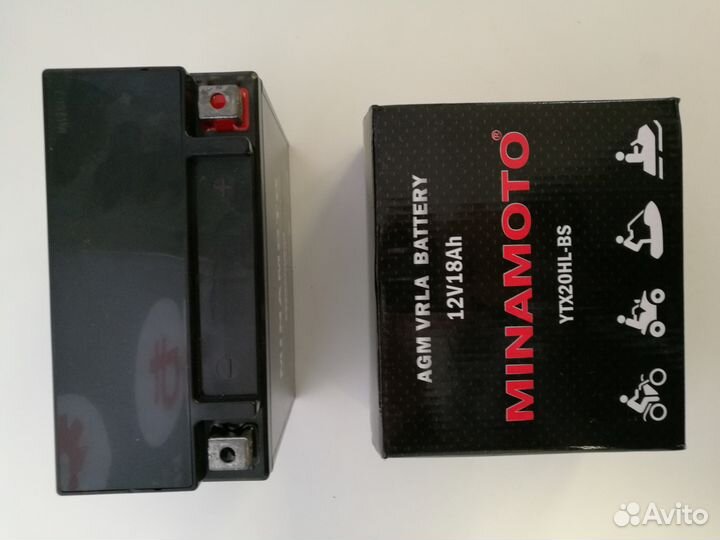 AGM VRLA BATTERY
12V18Ah
MINAMOTO®
YTX20HL-BS
+
-
Avito